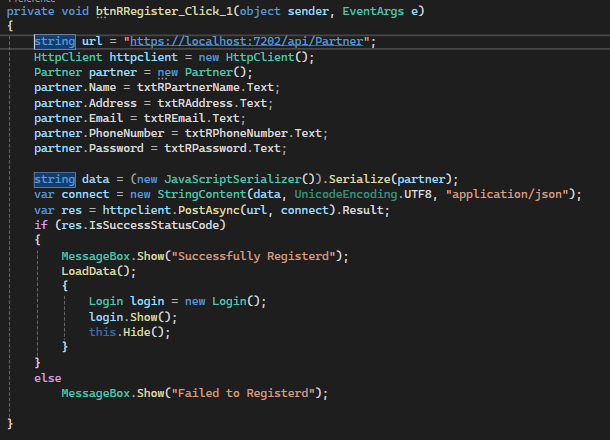 private void btnRRegister_Click_1(object sender, EventArgs e)
{
string url = "https://localhost:7202/api/Partner";
HttpClient httpclient = new HttpClient();
Partner partner = new Partner();
partner.Name = txtRPartnerName.Text;
partner.Address = txtRAddress.Text;
partner.Email = txtREmail.Text;
partner.PhoneNumber = txtRPhoneNumber.Text;
partner.Password = txtRPassword.Text;
string data = (new JavaScriptSerializer()).Serialize(partner);
var connect = new StringContent(data, UnicodeEncoding.UTF8, "application/json");
var res = httpclient.PostAsync(url, connect).Result;
if (res.IsSuccessStatusCode)
{
MessageBox.Show("Successfully Registerd");
LoadData();
{
Login login = new Login();
login.Show();
this.Hide();
}
}
else
MessageBox.Show("Failed to Registerd");
}